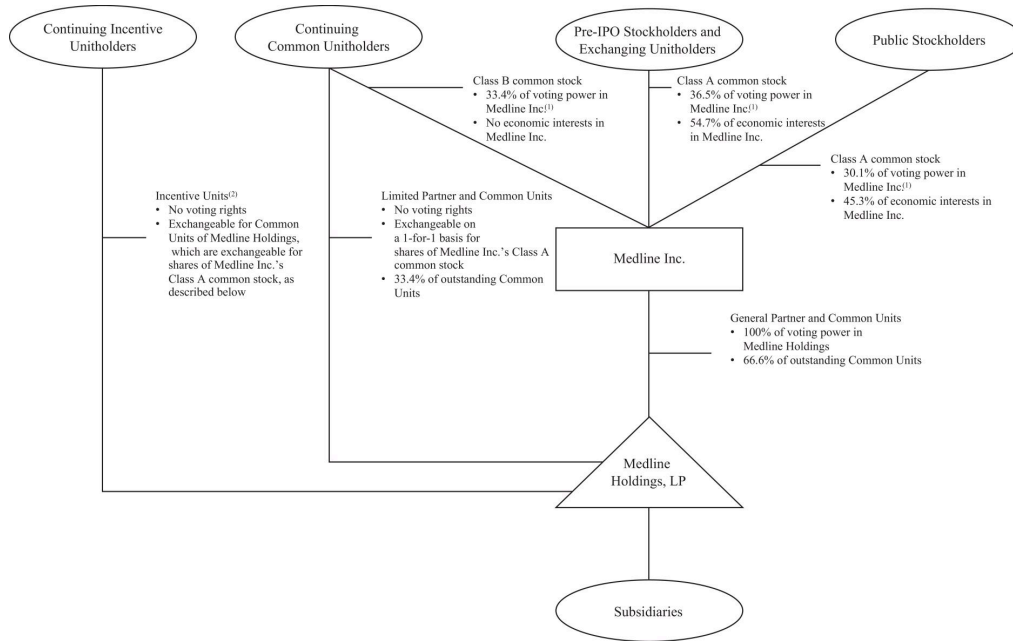 Continuing Incentive
Unitholders
Continuing
Common Unitholders
Pre-IPO Stockholders and
Exchanging Unitholders
Public Stockholders
Class B common stock
• 33.4% of voting power in
Medline Inc.(1)
• No economic interests in
Medline Inc.
Class A common stock
• 36.5% of voting power in
Medline Inc.(1)
• 54.7% of economic interests
in Medline Inc.
Class A common stock
• 30.1% of voting power in
Medline Inc.(1)
• 45.3% of economic interests in
Medline Inc.
Incentive Units(2)
• No voting rights
• Exchangeable for Common
Units of Medline Holdings,
which are exchangeable for
shares of Medline Inc.'s
Class A common stock, as
described below
Limited Partner and Common Units
• No voting rights
• Exchangeable on
a 1-for-1 basis for
shares of Medline Inc.'s Class A
common stock
• 33.4% of outstanding Common
Units
Medline Inc.
General Partner and Common Units
• 100% of voting power in
Medline Holdings
• 66.6% of outstanding Common Units
Medline
Holdings, LP
Subsidiaries